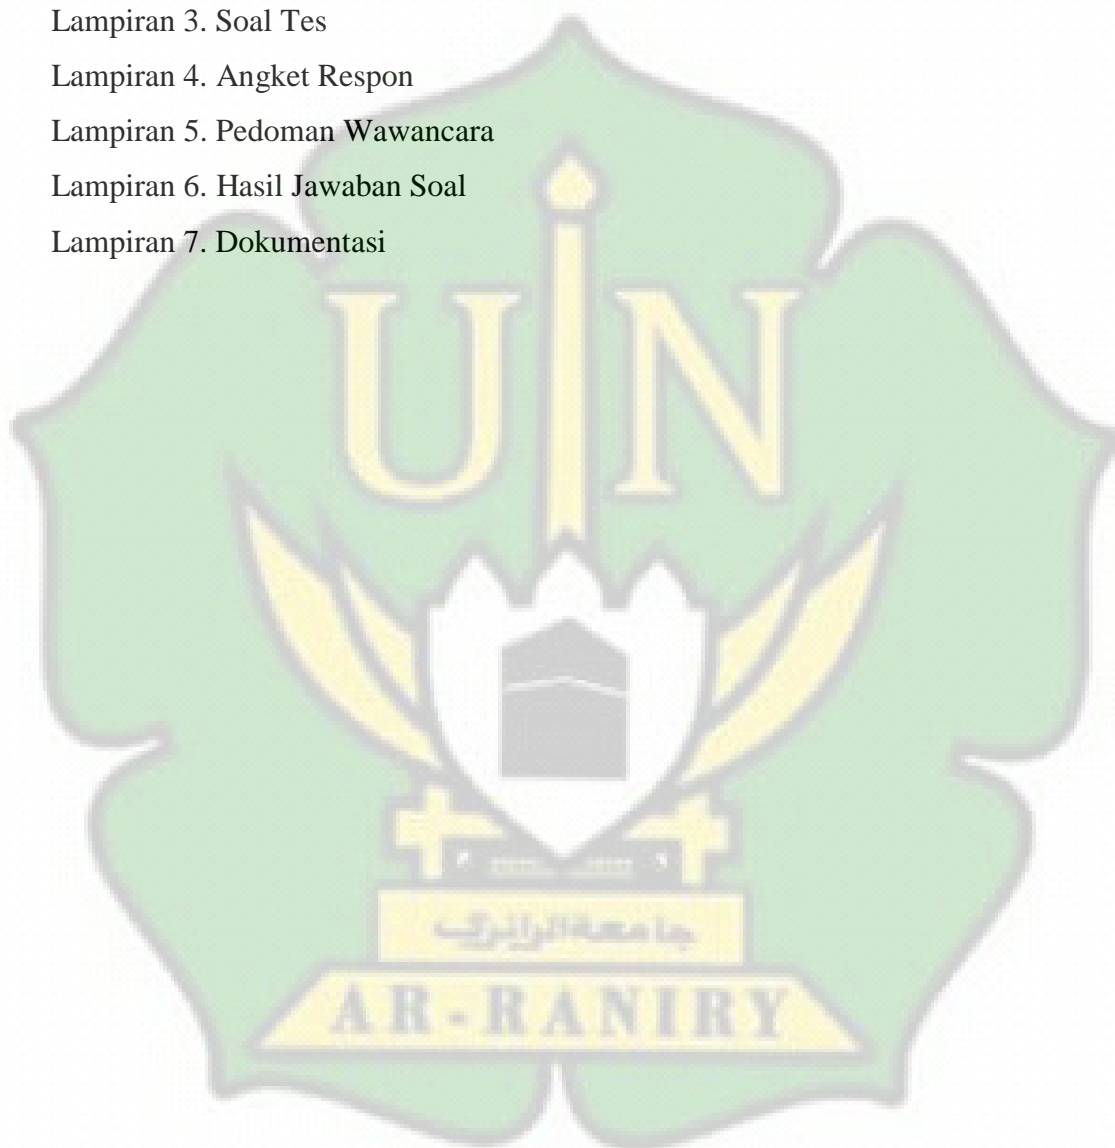 Lampiran 3. Soal Tes
Lampiran 4. Angket Respon
Lampiran 5. Pedoman Wawancara
Lampiran 6. Hasil Jawaban Soal
Lampiran 7. Dokumentasi
UIN
جامعةالرانري
AR-RANIRY